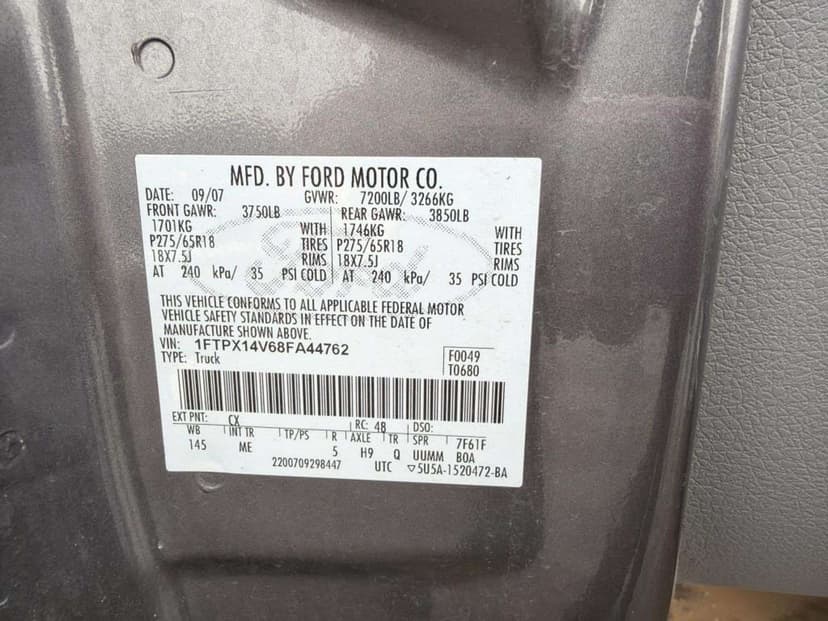 MFD. BY FORD MOTOR CO.
DATE: 09/07 GVWR: 7200LB/ 3266KG
FRONT GAWR: 3750LB REAR GAWR: 3850LB
1701KG WITH 1746KG WITH
P275/65R18 TIRES P275/65R18 TIRES
18X7.5J RIMS 18X7.5J RIMS
AT 240 kPa/ 35 PSI COLD AT 240 kPa/ 35 PSI COLD
Ford
THIS VEHICLE CONFORMS TO ALL APPLICABLE FEDERAL MOTOR
VEHICLE SAFETY STANDARDS IN EFFECT ON THE DATE OF
MANUFACTURE SHOWN ABOVE.
VIN: 1FTPX14V68FA44762
TYPE: Truck
F0049
T0680
EXT PNT: CX RC: 48 DSO:
WB INT TR TP/PS R AXLE TR SPR 7F61F
145 ME 5 H9 Q UUMM BOA
2200709298447 UTC ▽5U5A-1520472-BA